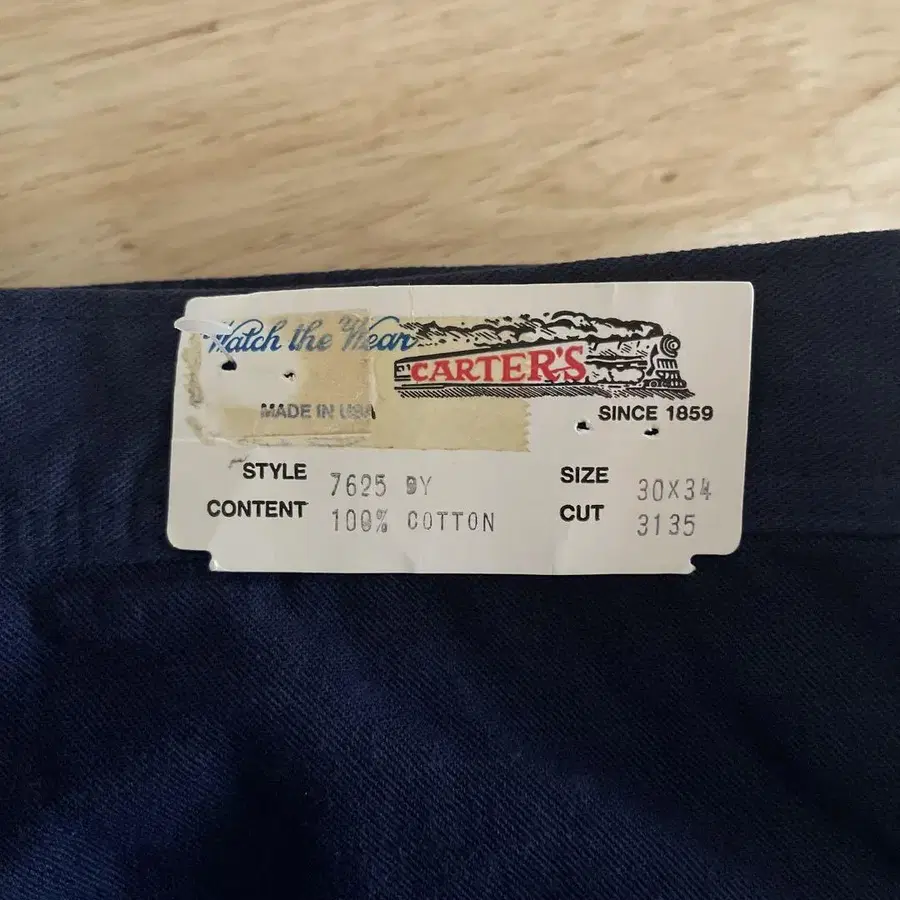 Watch the Wear
CARTER'S
MADE IN USA
SINCE 1859
STYLE 7625 BY
SIZE 30X34
CONTENT 100% COTTON
CUT 3135